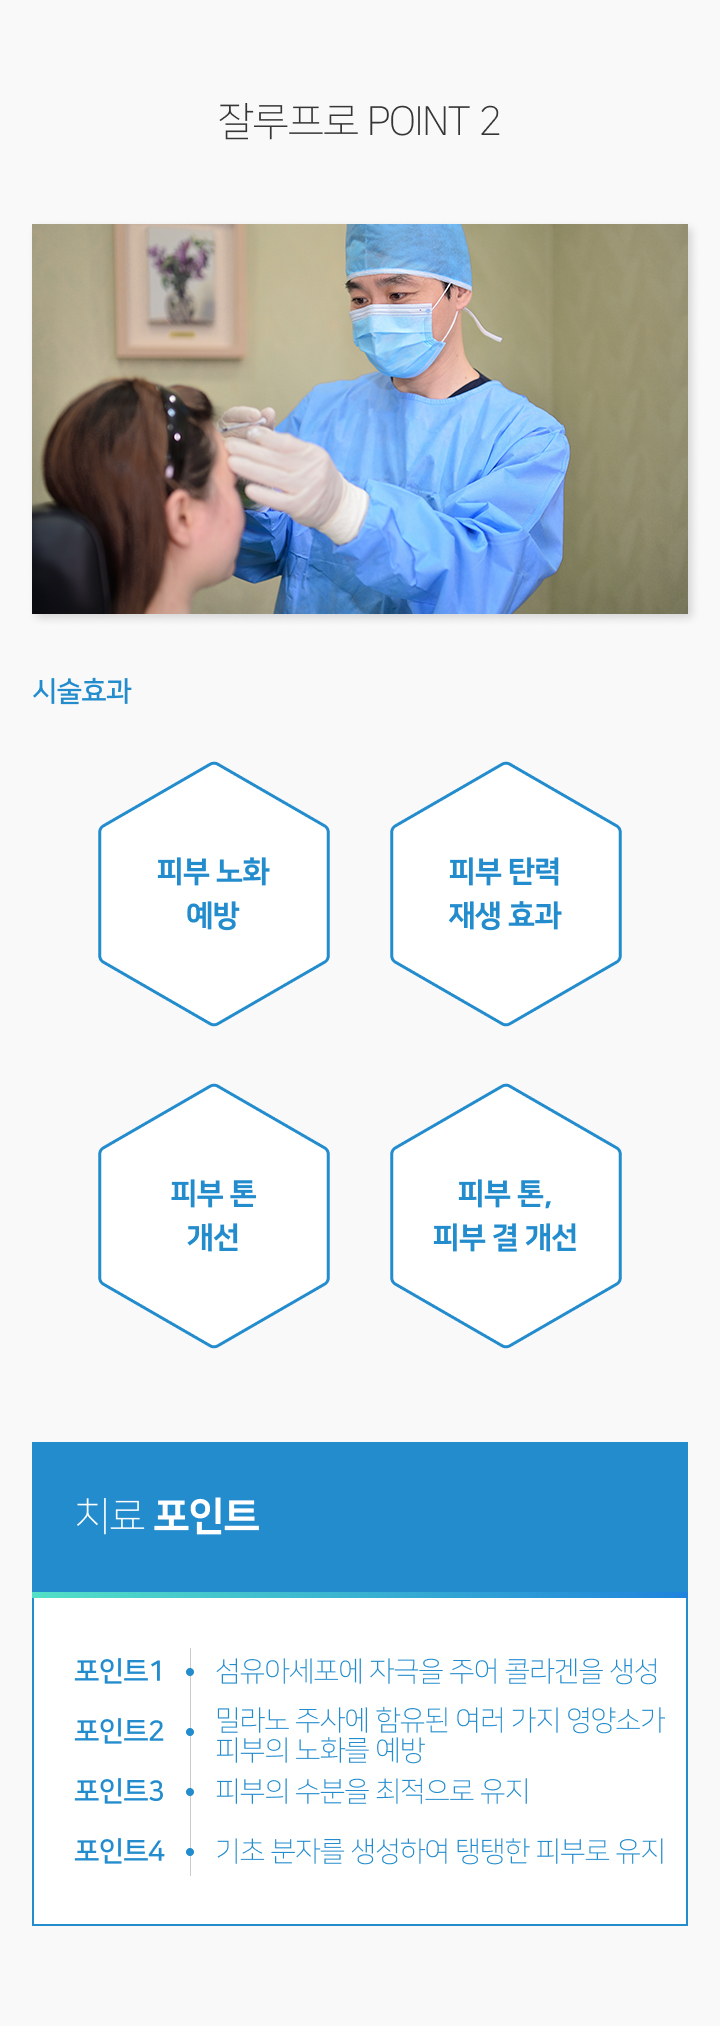 잘루프로 POINT 2
시술효과
피부 노화
예방
피부 탄력
재생 효과
피부 톤
개선
피부 톤,
피부 결 개선
치료 포인트
포인트1 섬유아세포에 자극을 주어 콜라겐을 생성
포인트2 밀라노 주사에 함유된 여러 가지 영양소가
피부의 노화를 예방
포인트3 피부의 수분을 최적으로 유지
포인트4 기초 분자를 생성하여 탱탱한 피부로 유지